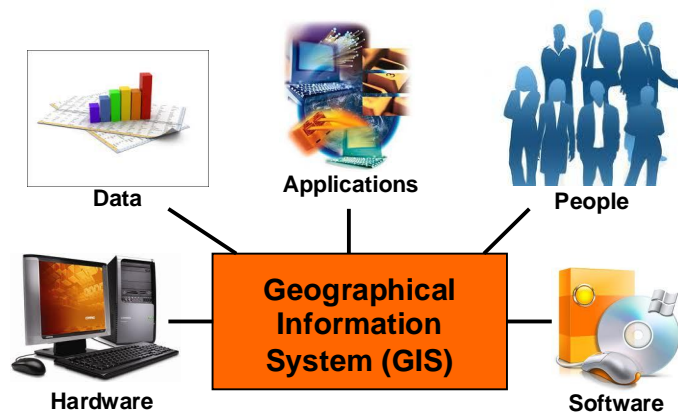 Data
Applications
People
Geographical
Information
System (GIS)
Hardware
Software